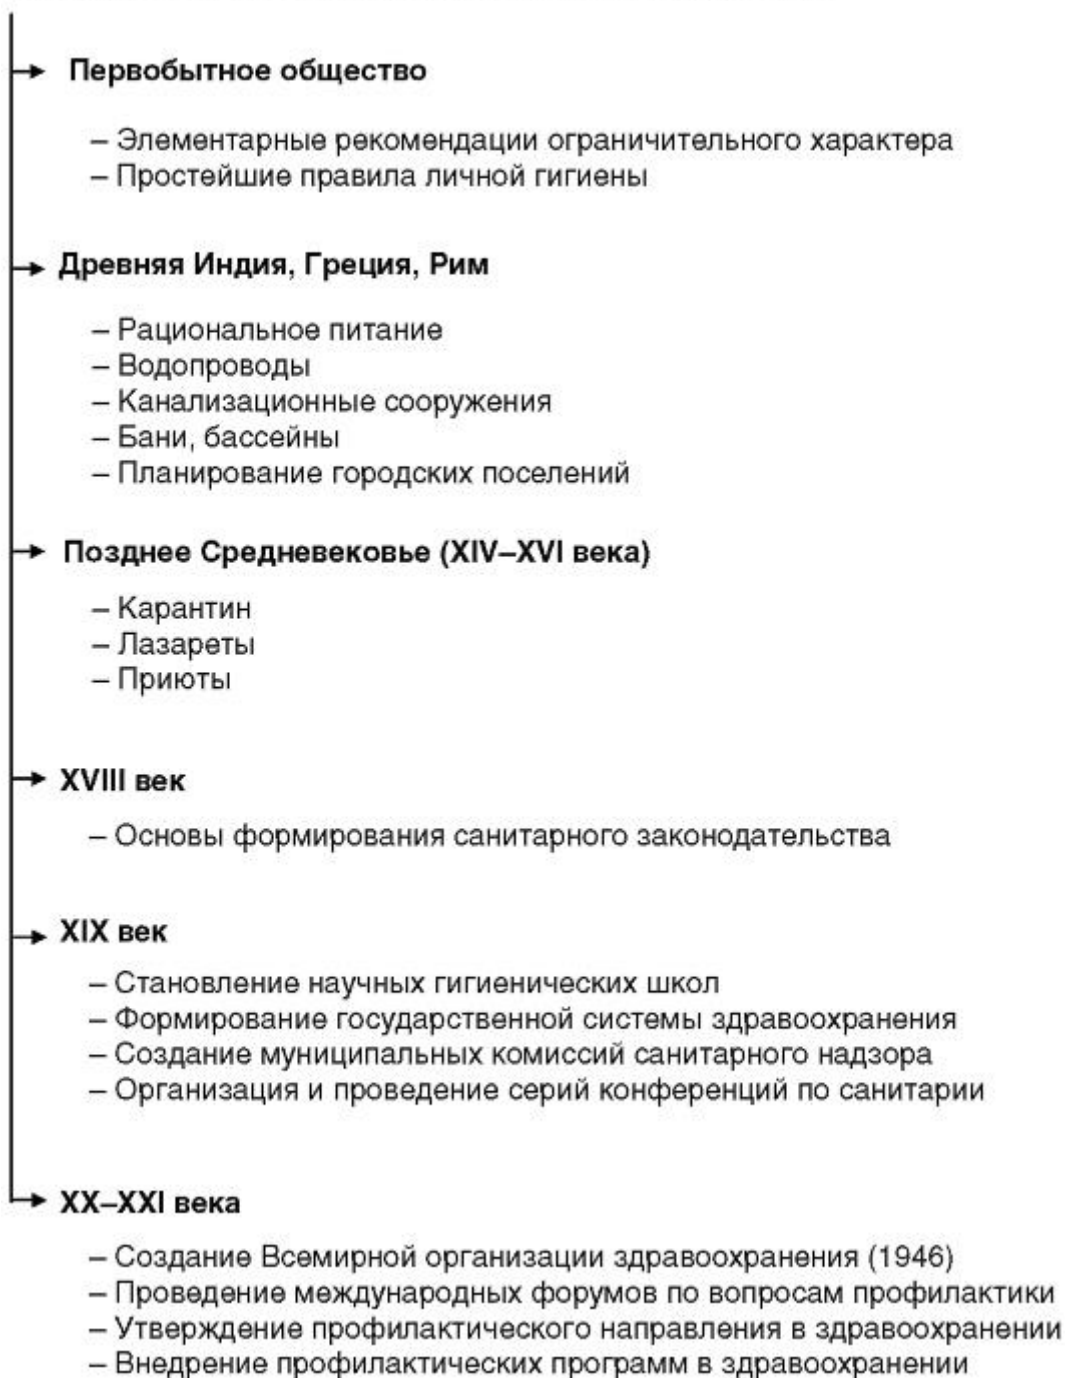 Первобытное общество
– Элементарные рекомендации ограничительного характера
– Простейшие правила личной гигиены
Древняя Индия, Греция, Рим
– Рациональное питание
– Водопроводы
– Канализационные сооружения
– Бани, бассейны
– Планирование городских поселений
Позднее Средневековье (XIV–XVI века)
– Карантин
– Лазареты
– Приюты
XVIII век
– Основы формирования санитарного законодательства
XIX век
– Становление научных гигиенических школ
– Формирование государственной системы здравоохранения
– Создание муниципальных комиссий санитарного надзора
– Организация и проведение серий конференций по санитарии
XX–XXI века
– Создание Всемирной организации здравоохранения (1946)
– Проведение международных форумов по вопросам профилактики
– Утверждение профилактического направления в здравоохранении
– Внедрение профилактических программ в здравоохранении